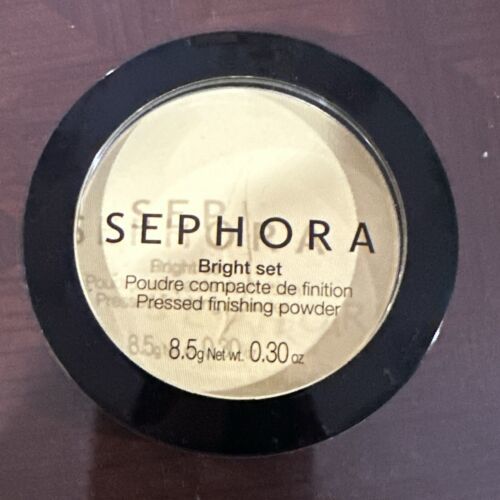 SEPHORA
Bright set
Poudre compacte de finition
Pressed finishing powder
8.5g Net wt. 0.30 oz